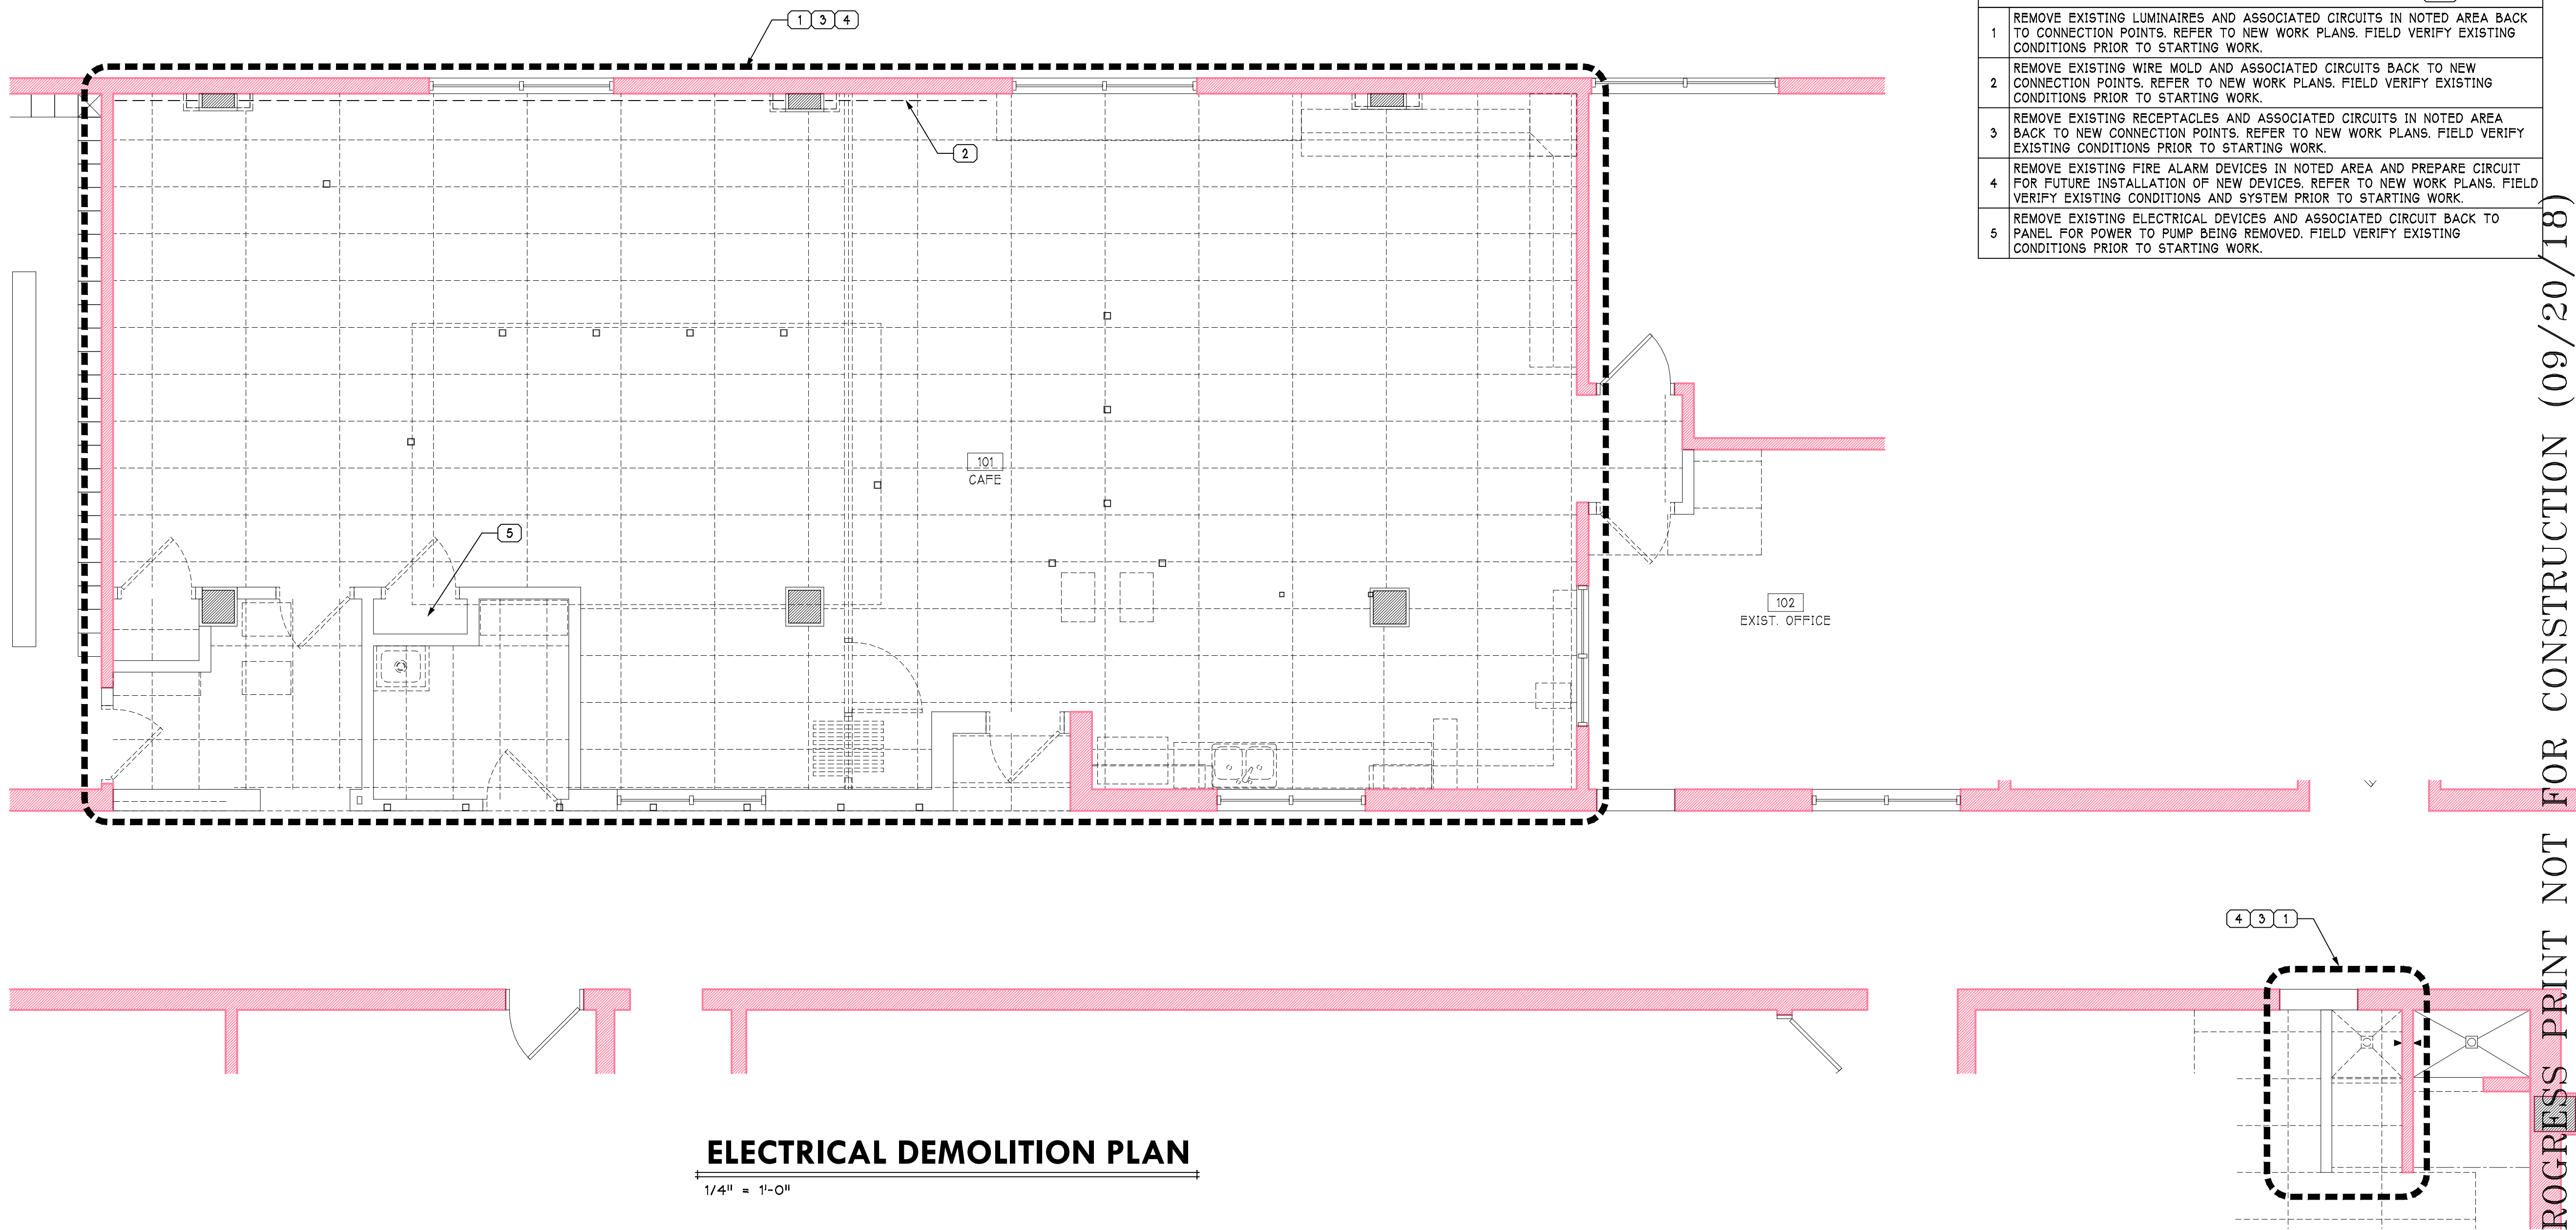 1 3 4
1 REMOVE EXISTING LUMINAIRES AND ASSOCIATED CIRCUITS IN NOTED AREA BACK
TO CONNECTION POINTS. REFER TO NEW WORK PLANS. FIELD VERIFY EXISTING
CONDITIONS PRIOR TO STARTING WORK.
2 REMOVE EXISTING WIRE MOLD AND ASSOCIATED CIRCUITS BACK TO NEW
CONNECTION POINTS. REFER TO NEW WORK PLANS. FIELD VERIFY EXISTING
CONDITIONS PRIOR TO STARTING WORK.
3 REMOVE EXISTING RECEPTACLES AND ASSOCIATED CIRCUITS IN NOTED AREA
BACK TO NEW CONNECTION POINTS. REFER TO NEW WORK PLANS. FIELD VERIFY
EXISTING CONDITIONS PRIOR TO STARTING WORK.
4 REMOVE EXISTING FIRE ALARM DEVICES IN NOTED AREA AND PREPARE CIRCUIT
FOR FUTURE INSTALLATION OF NEW DEVICES. REFER TO NEW WORK PLANS. FIELD
VERIFY EXISTING CONDITIONS AND SYSTEM PRIOR TO STARTING WORK.
5 REMOVE EXISTING ELECTRICAL DEVICES AND ASSOCIATED CIRCUIT BACK TO
PANEL FOR POWER TO PUMP BEING REMOVED. FIELD VERIFY EXISTING
CONDITIONS PRIOR TO STARTING WORK.
2
101
CAFE
5
102
EXIST. OFFICE
4 3 1
ELECTRICAL DEMOLITION PLAN
1/4" = 1'-0"
ROGRESS PRINT NOT FOR CONSTRUCTION (09/20/18)